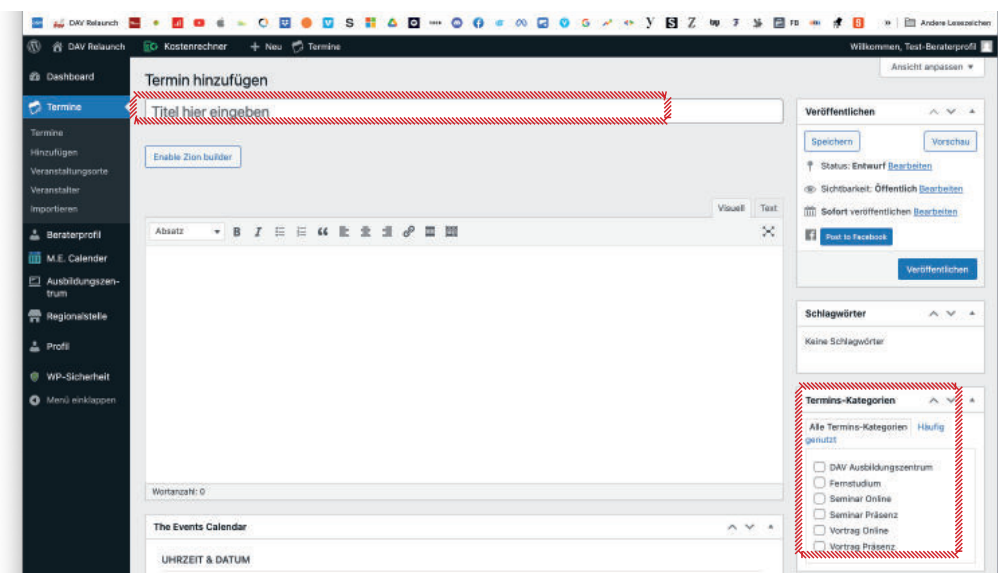 DAV Relaunch
Andere Lesezeichen
DAV Relaunch
Kostenrechner
+ Neu
Termine
Willkommen, Test-Beraterprofil
Dashboard
Termin hinzufügen
Ansicht anpassen
Termine
Titel hier eingeben
Termine
Hinzufügen
Veranstaltungsorte
Veranstalter
Importieren
Beraterprofil
M.E. Calender
Ausbildungszen-
trum
Regionalstelle
Profil
WP-Sicherheit
Menü einklappen
Enable Zion builder
Visuell
Text
Absatz
Wortanzahl: 0
The Events Calendar
UHRZEIT & DATUM
Veröffentlichen
Speichern
Vorschau
Status: Entwurf Bearbeiten
Sichtbarkeit: Öffentlich Bearbeiten
Sofort veröffentlichen Bearbeiten
Post to Facebook
Veröffentlichen
Schlagwörter
Keine Schlagwörter
Termins-Kategorien
Alle Termins-Kategorien Häufig
genutzt
DAV Ausbildungszentrum
Fernstudium
Seminar Online
Seminar Präsenz
Vortrag Online
Vortrag Präsenz